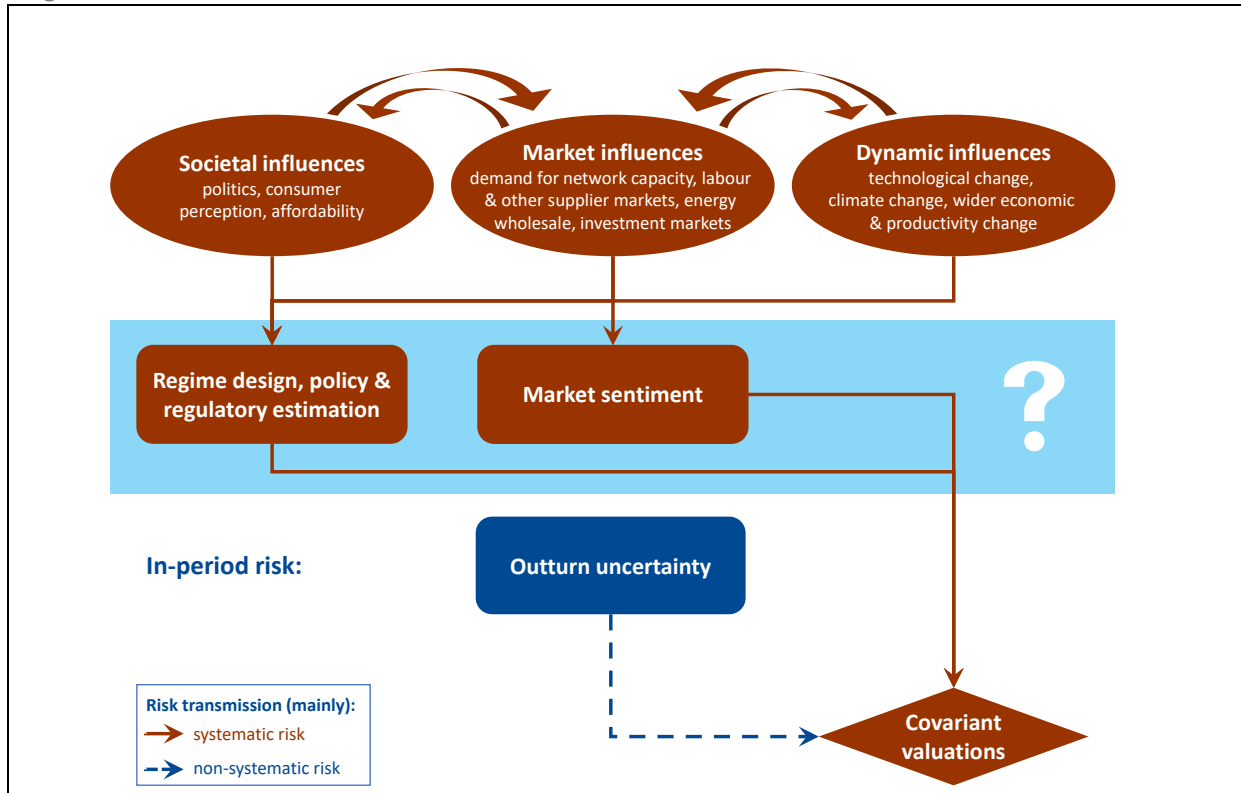 Societal influences
politics, consumer
perception, affordability
Market influences
demand for network capacity, labour
& other supplier markets, energy
wholesale, investment markets
Dynamic influences
technological change,
climate change, wider economic
& productivity change
Regime design, policy &
regulatory estimation
Market sentiment
?
In-period risk:
Outturn uncertainty
Risk transmission (mainly):
systematic risk
non-systematic risk
Covariant
valuations